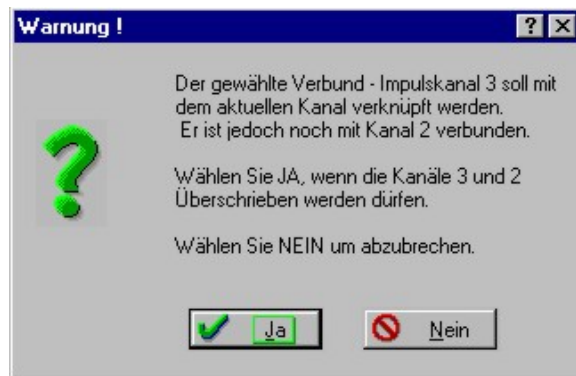 Warnung !
Der gewählte Verbund - Impulskanal 3 soll mit
dem aktuellen Kanal verknüpft werden.
Er ist jedoch noch mit Kanal 2 verbunden.
Wählen Sie JA, wenn die Kanäle 3 und 2
Überschrieben werden dürfen.
Wählen Sie NEIN um abzubrechen.
Ja
Nein